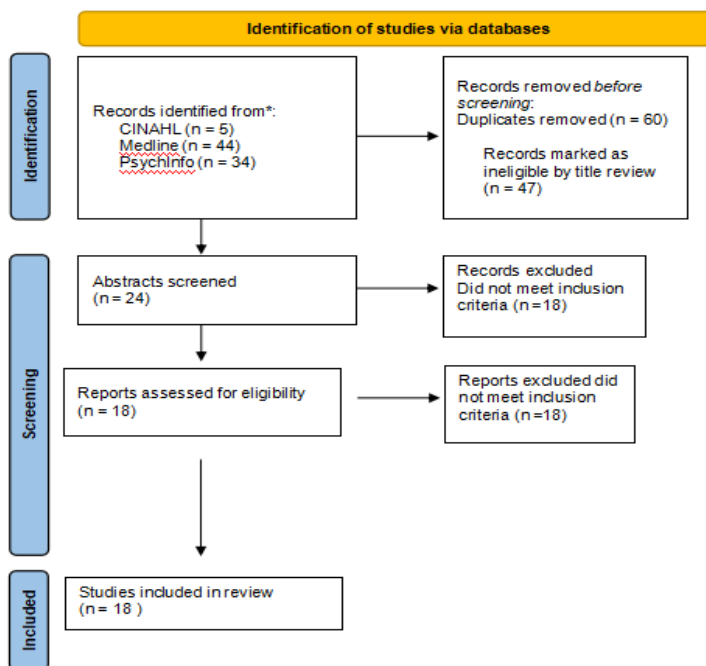 Identification of studies via databases
Identification
Records identified from*:
CINAHL (n = 5)
Medline (n = 44)
PsychInfo (n = 34)
Records removed before
screening:
Duplicates removed (n = 60)
Records marked as
ineligible by title review
(n = 47)
Screening
Abstracts screened
(n = 24)
Records excluded
Did not meet inclusion
criteria (n =18)
Reports assessed for eligibility
(n = 18)
Reports excluded did
not meet inclusion
criteria (n =18)
Included
Studies included in review
(n = 18 )